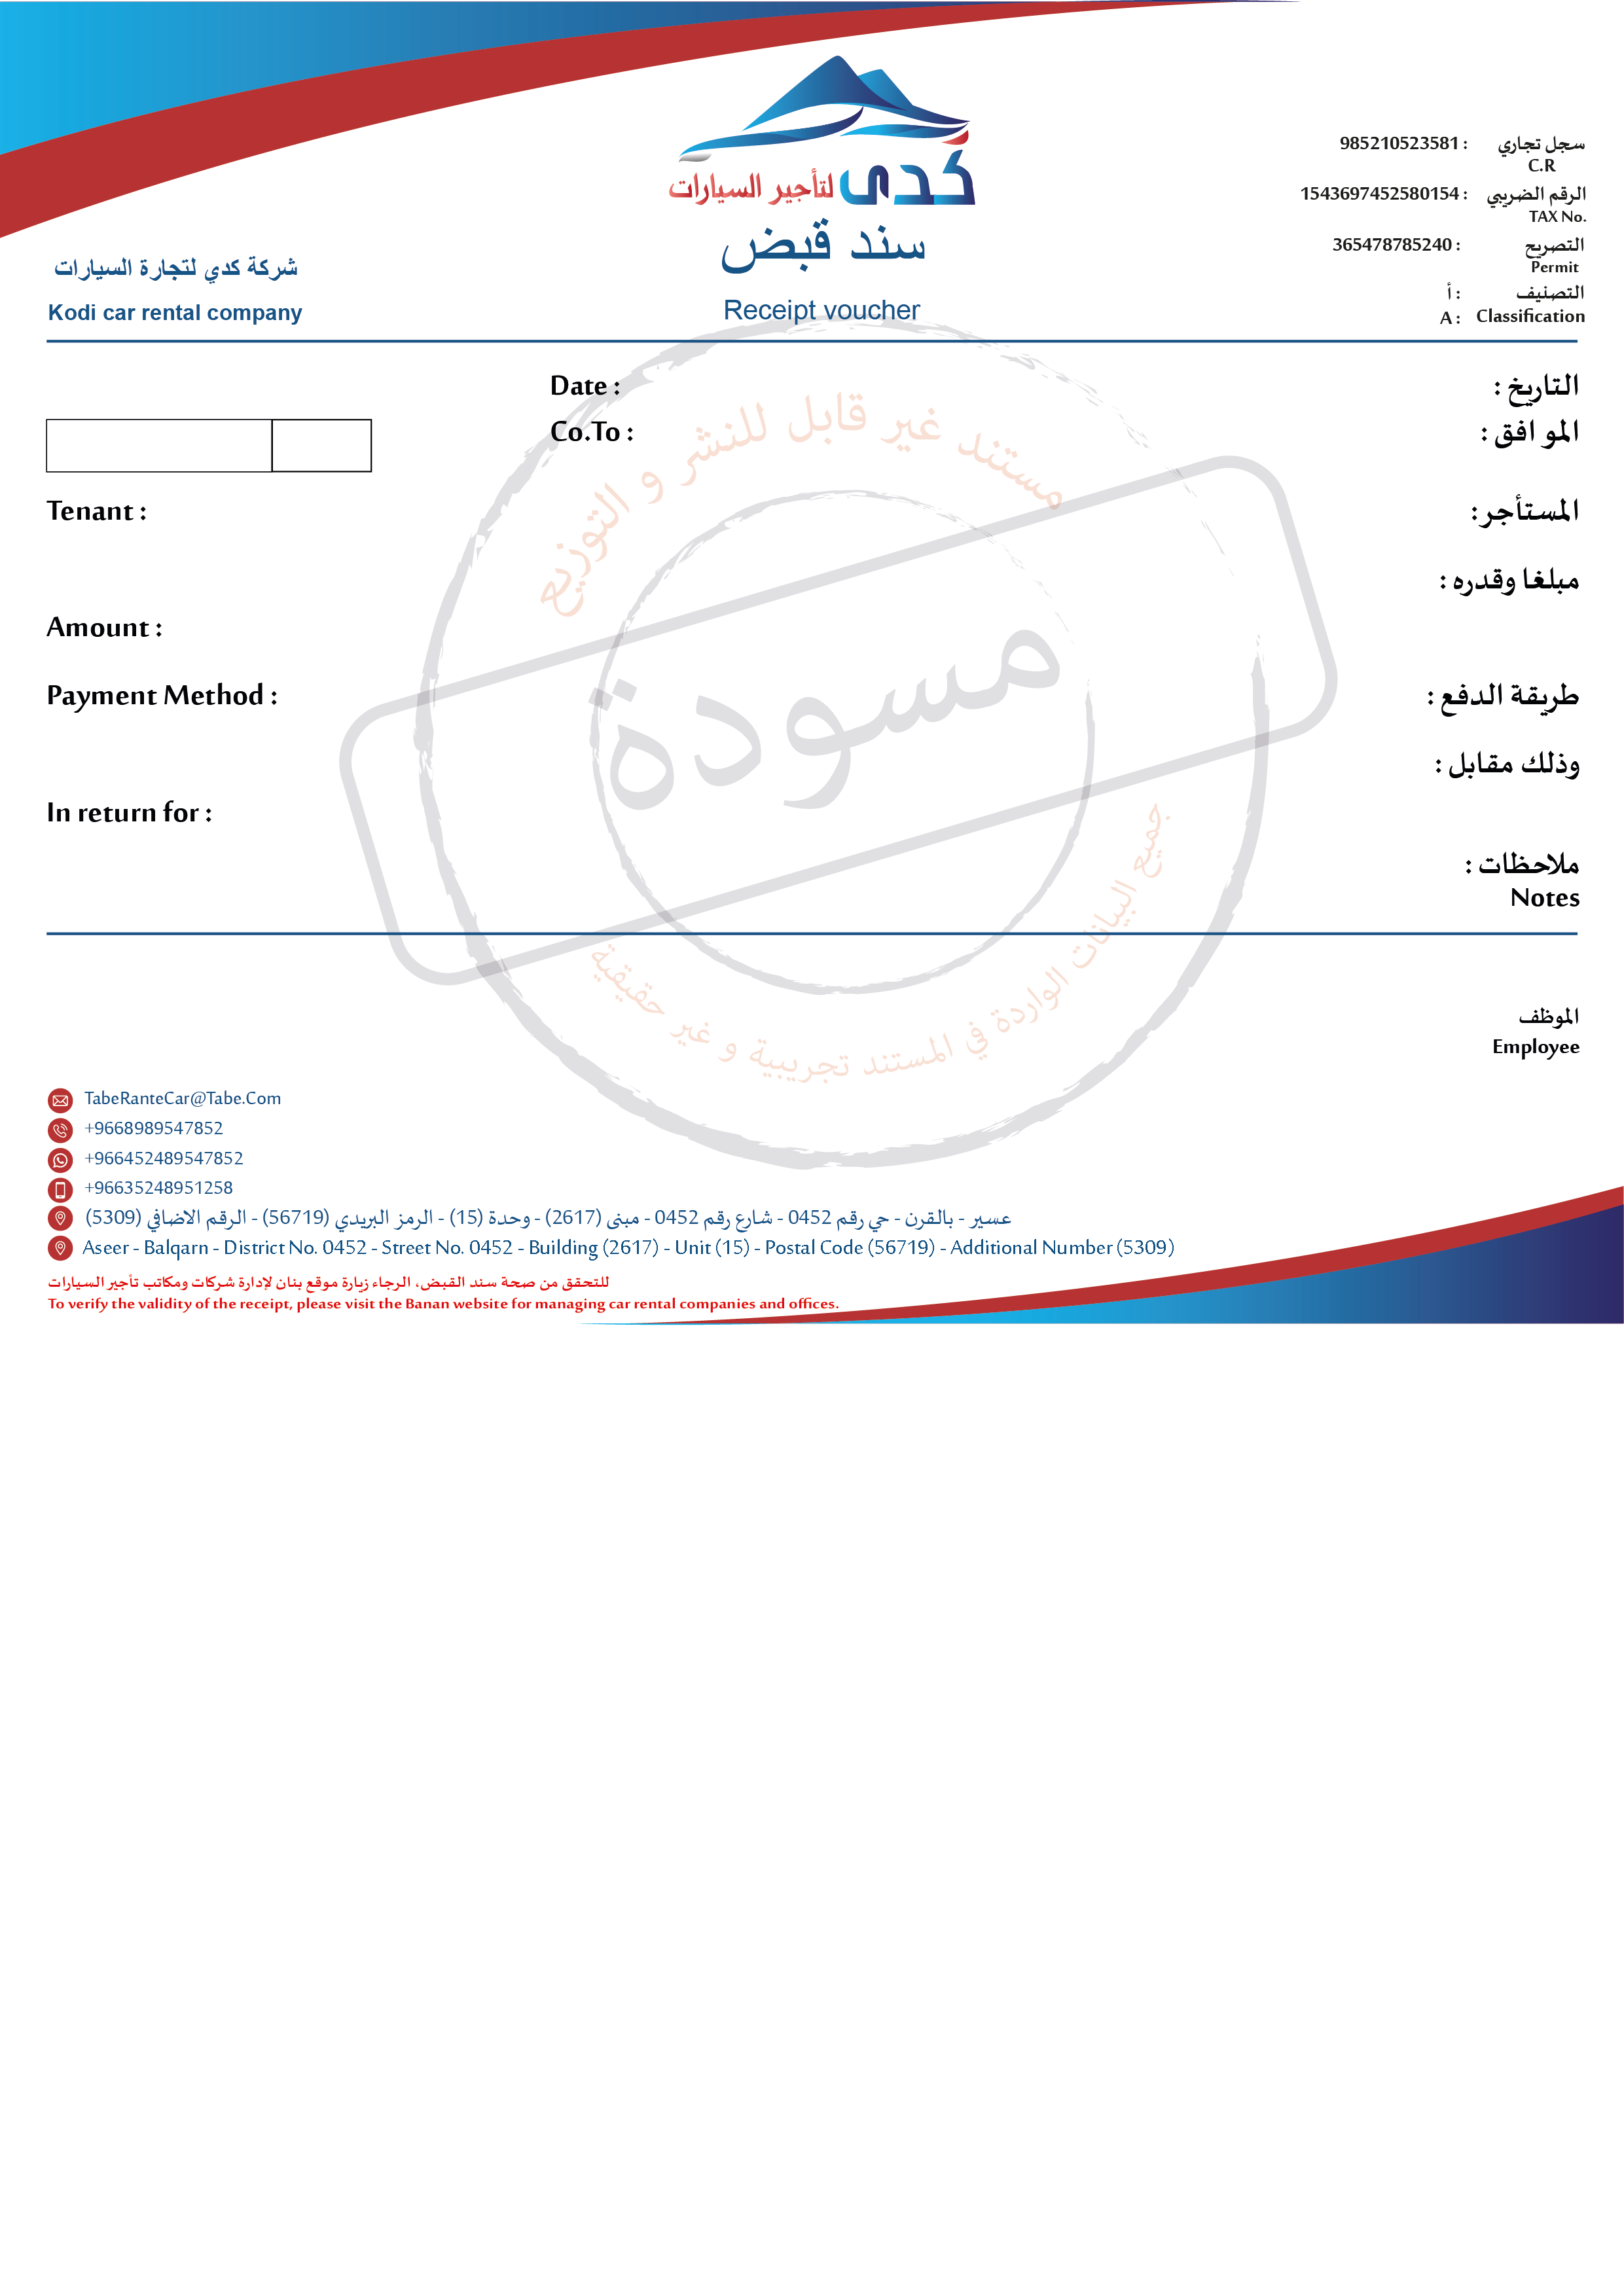 كدي لتأجير السيارات
سند قبض
Receipt voucher
شركة كدي لتجارة السيارات
Kodi car rental company
سجل تجاري : 985210523581
C.R
الرقم الضريبي : 1543697452580154
TAX No.
التصريح : 365478785240
Permit
التصنيف : أ
Classification : A
التاريخ :
Date :
الموافق :
Co.To :
المستأجر :
Tenant :
مبلغا وقدره :
Amount :
طريقة الدفع :
Payment Method :
وذلك مقابل :
In return for :
ملاحظات :
Notes
مستند غير قابل للنشر و التوزيع
مسودة
جميع البيانات الواردة في المستند تجريبية و غير حقيقية
الموظف
Employee
TabeRanteCar@Tabe.Com
+9668989547852
+966452489547852
+96635248951258
عسير - بالقرن - حي رقم 0452 - شارع رقم 0452 - مبنى (2617) - وحدة (15) - الرمز البريدي (56719) - الرقم الاضافي (5309)
Aseer - Balqarn - District No. 0452 - Street No. 0452 - Building (2617) - Unit (15) - Postal Code (56719) - Additional Number (5309)
للتحقق من صحة سند القبض، الرجاء زيارة موقع بنان لإدارة شركات ومكاتب تأجير السيارات
To verify the validity of the receipt, please visit the Banan website for managing car rental companies and offices.